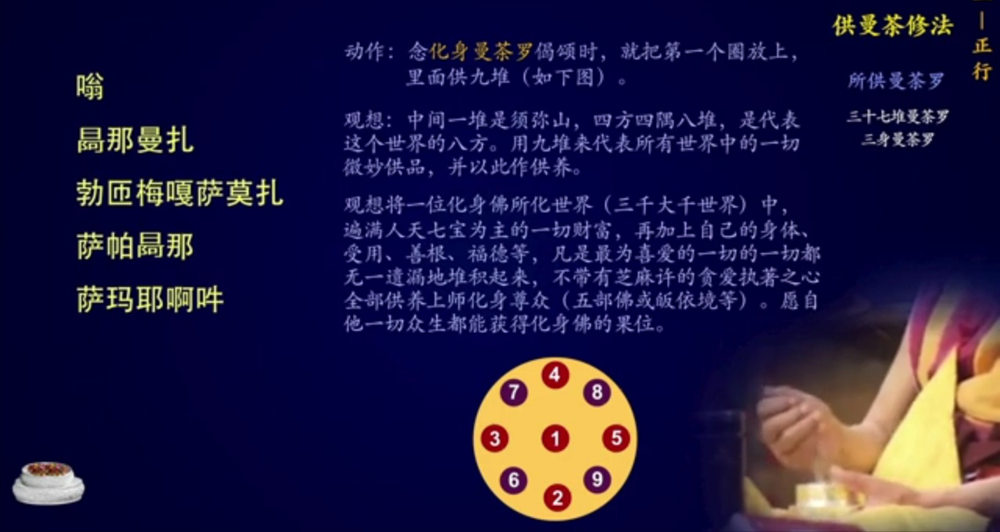 嗡
那曼扎
勃匝梅嘎萨莫扎
萨帕那
萨玛耶啊吽
动作：念化身曼茶罗偈颂时，就把第一个圈放上，
里面供九堆（如下图）。
观想：中间一堆是须弥山，四方四隅八堆，是代表
这个世界的八方。用九堆来代表所有世界中的一切
微妙供品，并以此作供养。
观想将一位化身佛所化世界（三千大千世界）中，
遍满人天七宝为主的一切财富，再加上自己的身体、
受用、善根、福德等，凡是最为喜爱的一切的一切都
无一遗漏地堆积起来，不带有芝麻许的贪爱执著之心
全部供养上师化身尊众（五部佛或皈依境等）。愿自
他一切众生都能获得化身佛的果位。
4
7 8
3 1 5
6 9
2
供曼茶修法
所供曼茶罗
三十七堆曼茶罗
三身曼茶罗
—正行